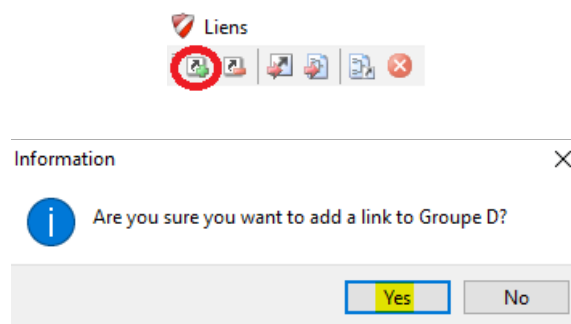 Liens
Information
Are you sure you want to add a link to Groupe D?
Yes No